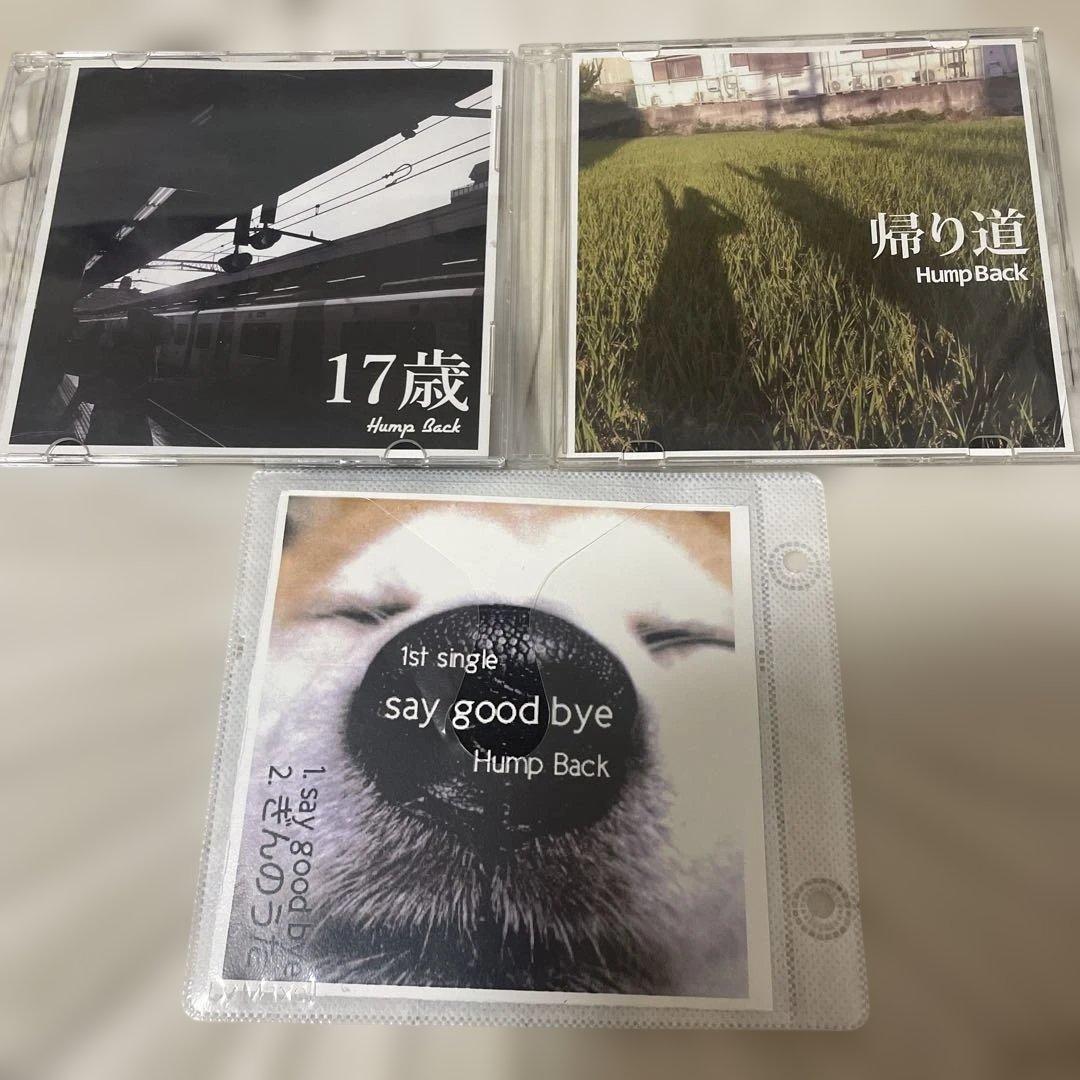 17歳
Hump Back
帰り道
Hump Back
1st single
say good bye
Hump Back
1. say good bye
2. ぎんのうた